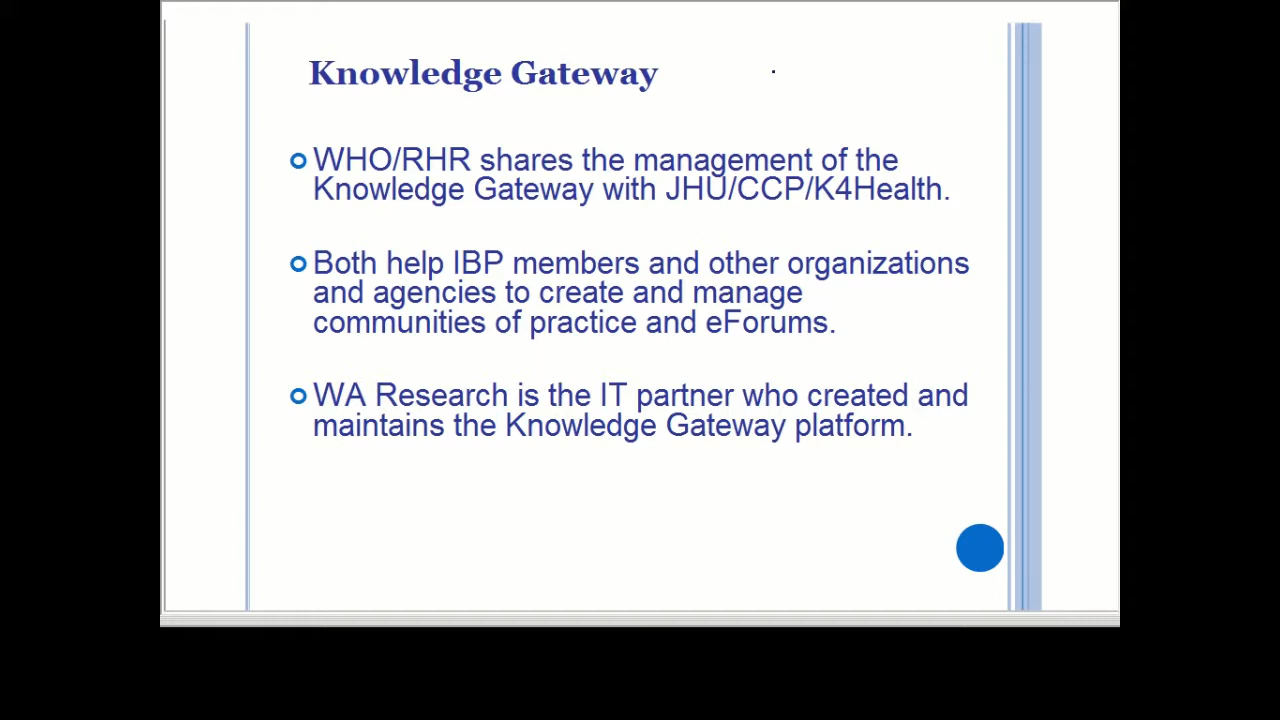 Knowledge Gateway
WHO/RHR shares the management of the
Knowledge Gateway with JHU/CCP/K4Health.
Both help IBP members and other organizations
and agencies to create and manage
communities of practice and eForums.
WA Research is the IT partner who created and
maintains the Knowledge Gateway platform.